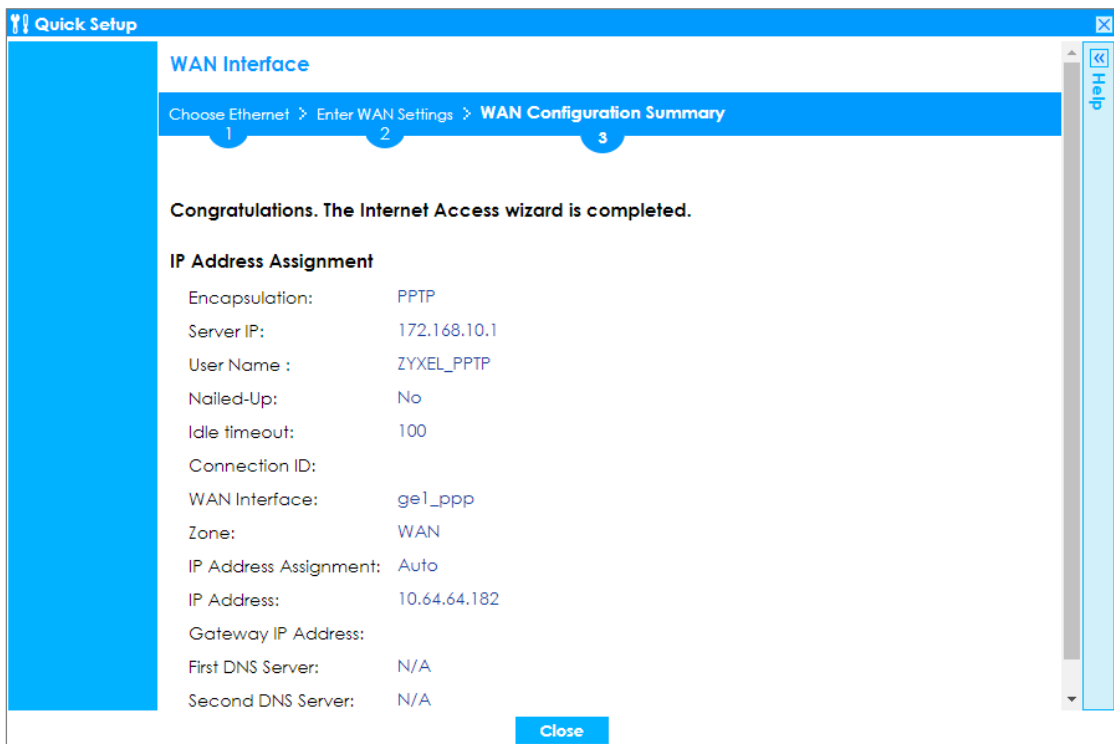 Quick Setup
Help
WAN Interface
Choose Ethernet > Enter WAN Settings > WAN Configuration Summary
1 2 3
Congratulations. The Internet Access wizard is completed.
IP Address Assignment
Encapsulation: PPTP
Server IP: 172.168.10.1
User Name : ZYXEL_PPTP
Nailed-Up: No
Idle timeout: 100
Connection ID:
WAN Interface: ge1_ppp
Zone: WAN
IP Address Assignment: Auto
IP Address: 10.64.64.182
Gateway IP Address:
First DNS Server: N/A
Second DNS Server: N/A
Close